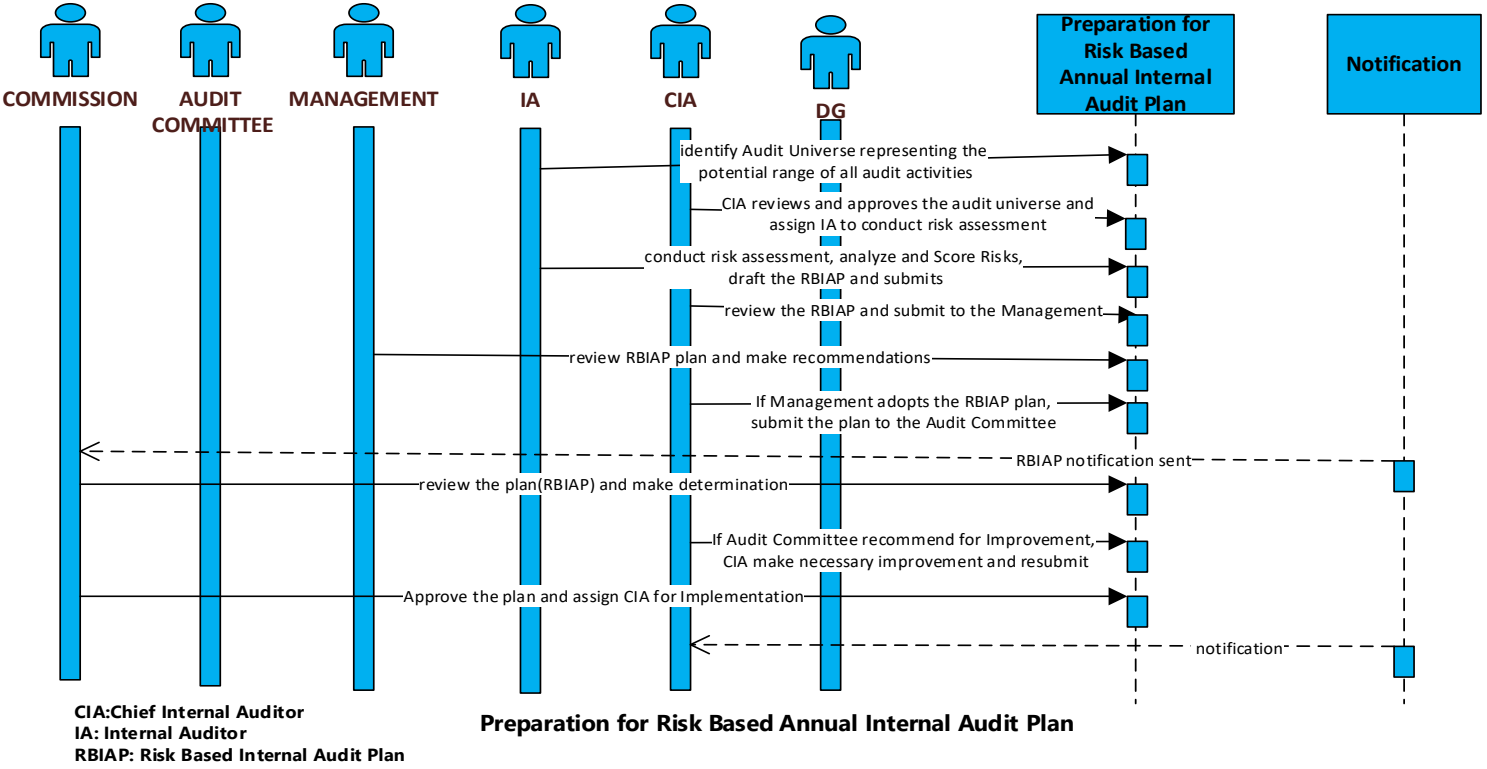 COMMISSION
AUDIT
COMMITTEE
MANAGEMENT
IA
CIA
DG
Preparation for
Risk Based
Annual Internal
Audit Plan
Notification
identify Audit Universe representing the
potential range of all audit activities
CIA reviews and approves the audit universe and
assign IA to conduct risk assessment
conduct risk assessment, analyze and Score Risks,
draft the RBIAP and submits
review the RBIAP and submit to the Management
review RBIAP plan and make recommendations
If Management adopts the RBIAP plan,
submit the plan to the Audit Committee
RBIAP notification sent
review the plan(RBIAP) and make determination
If Audit Committee recommend for Improvement,
CIA make necessary improvement and resubmit
Approve the plan and assign CIA for Implementation
notification
CIA:Chief Internal Auditor
IA: Internal Auditor
RBIAP: Risk Based Internal Audit Plan
Preparation for Risk Based Annual Internal Audit Plan